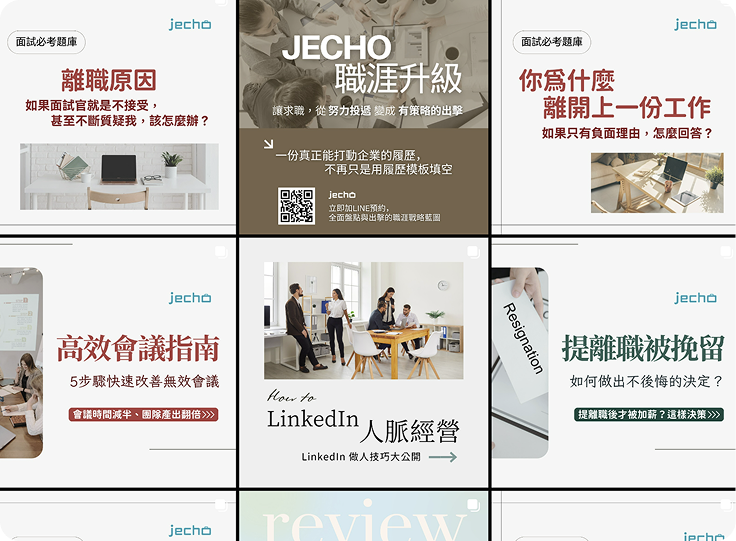 jecho
面試必考題庫
離職原因
如果面試官就是不接受，
甚至不斷質疑我，該怎麼辦？
JECHO
職涯升級
讓求職，從 努力投遞 變成 有策略的出擊
一份真正能打動企業的履歷，
不再只是用履歷模板填空
jecho
立即加LINE預約，
全面盤點與出擊的職涯戰略藍圖
jecho
面試必考題庫
你為什麼
離開上一份工作
如果只有負面理由，怎麼回答？
jecho
高效會議指南
5步驟快速改善無效會議
會議時間減半、團隊產出翻倍>>>
How to
LinkedIn 人脈經營
LinkedIn 做人技巧大公開
Resignation
jecho
提離職被挽留
如何做出不後悔的決定？
提離職後才被加薪？這樣決策>>>
jecho
review
jecho